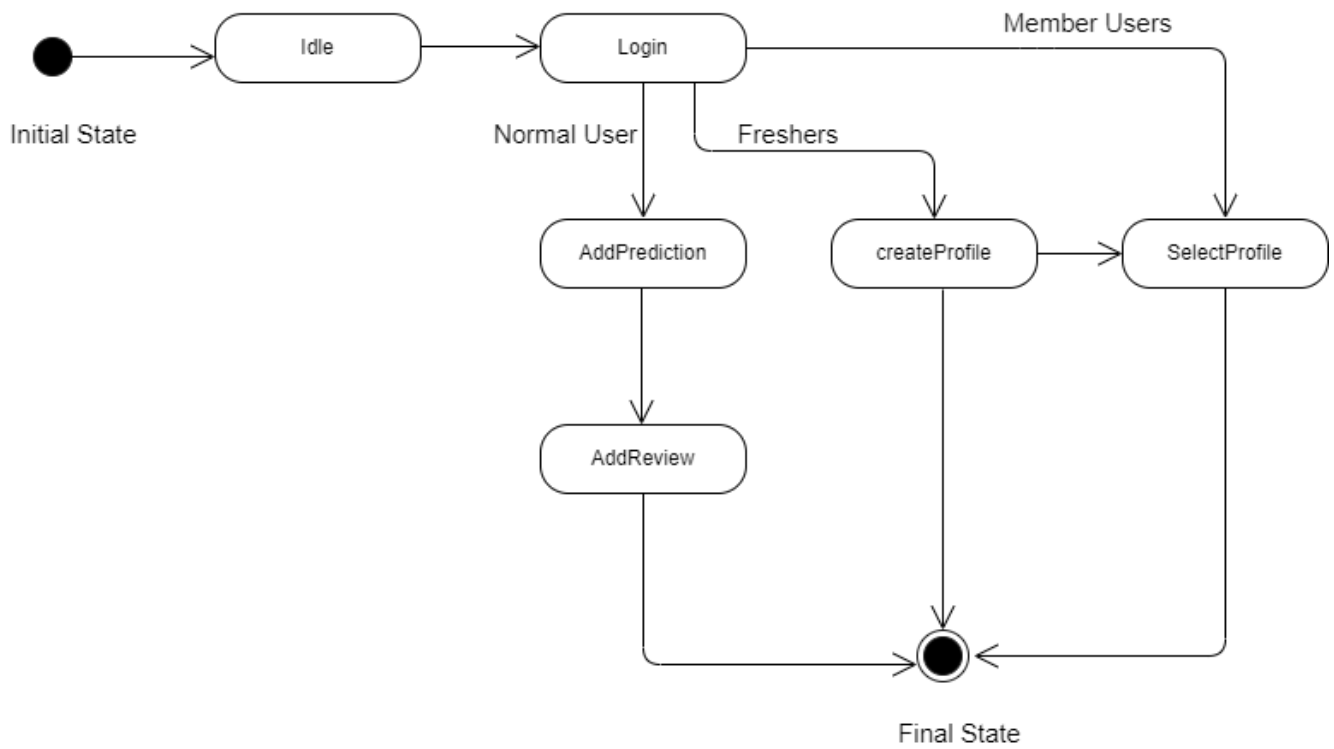 Member Users
Idle
Login
Initial State
Normal User
Freshers
AddPrediction
createProfile
SelectProfile
AddReview
Final State